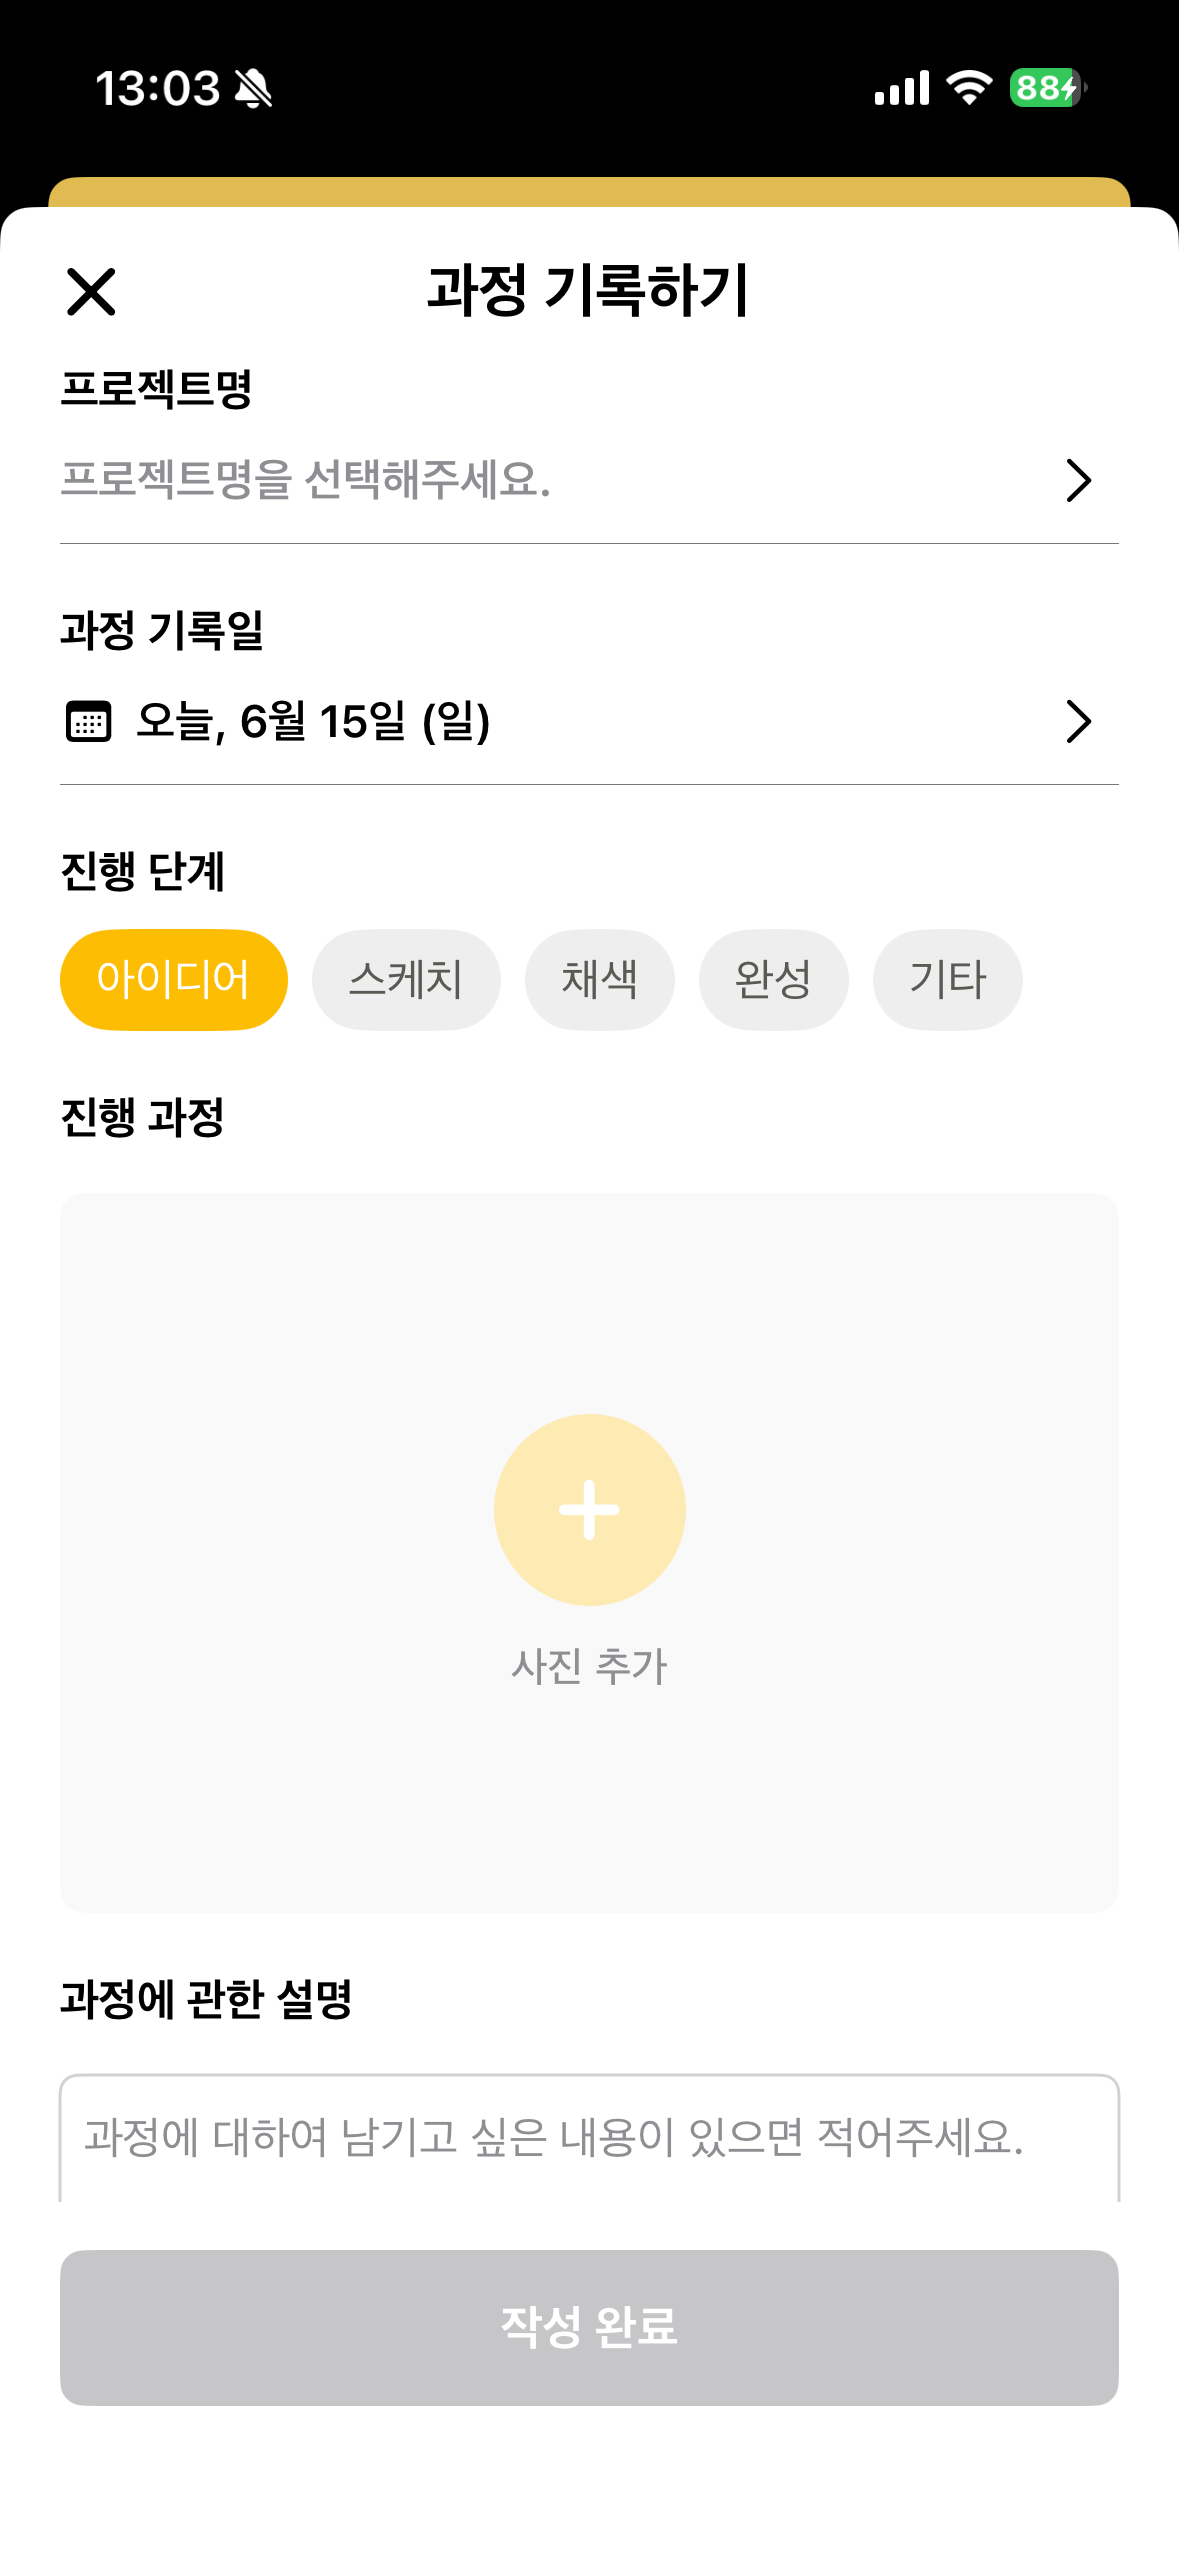 13:03
88
과정 기록하기
프로젝트명
프로젝트명을 선택해주세요.
과정 기록일
오늘, 6월 15일 (일)
진행 단계
아이디어 스케치 채색 완성 기타
진행 과정
사진 추가
과정에 관한 설명
과정에 대하여 남기고 싶은 내용이 있으면 적어주세요.
작성 완료